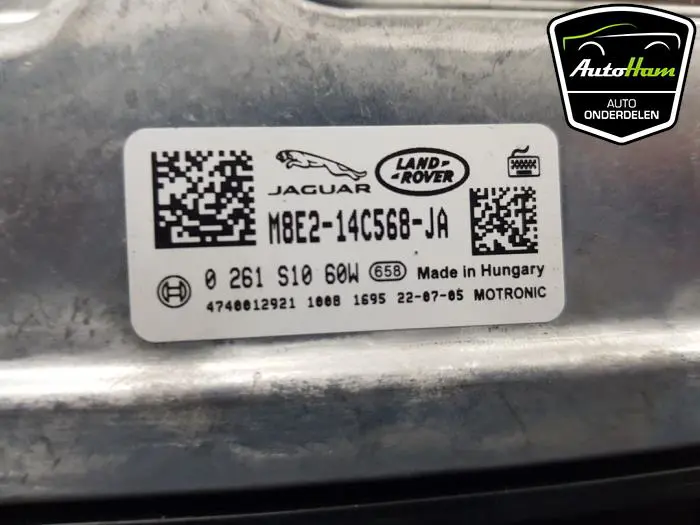 AutoHam
AUTO
ONDERDELEN
JAGUAR
LAND-
ROVER
M8E2-14C568-JA
0 261 S10 60W 658 Made in Hungary
4740012921 1008 1695 22-07-05 MOTRONIC